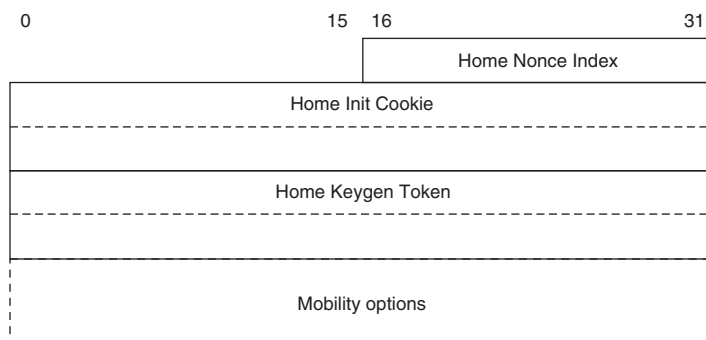 0 15 16 31
Home Nonce Index
Home Init Cookie
Home Keygen Token
Mobility options